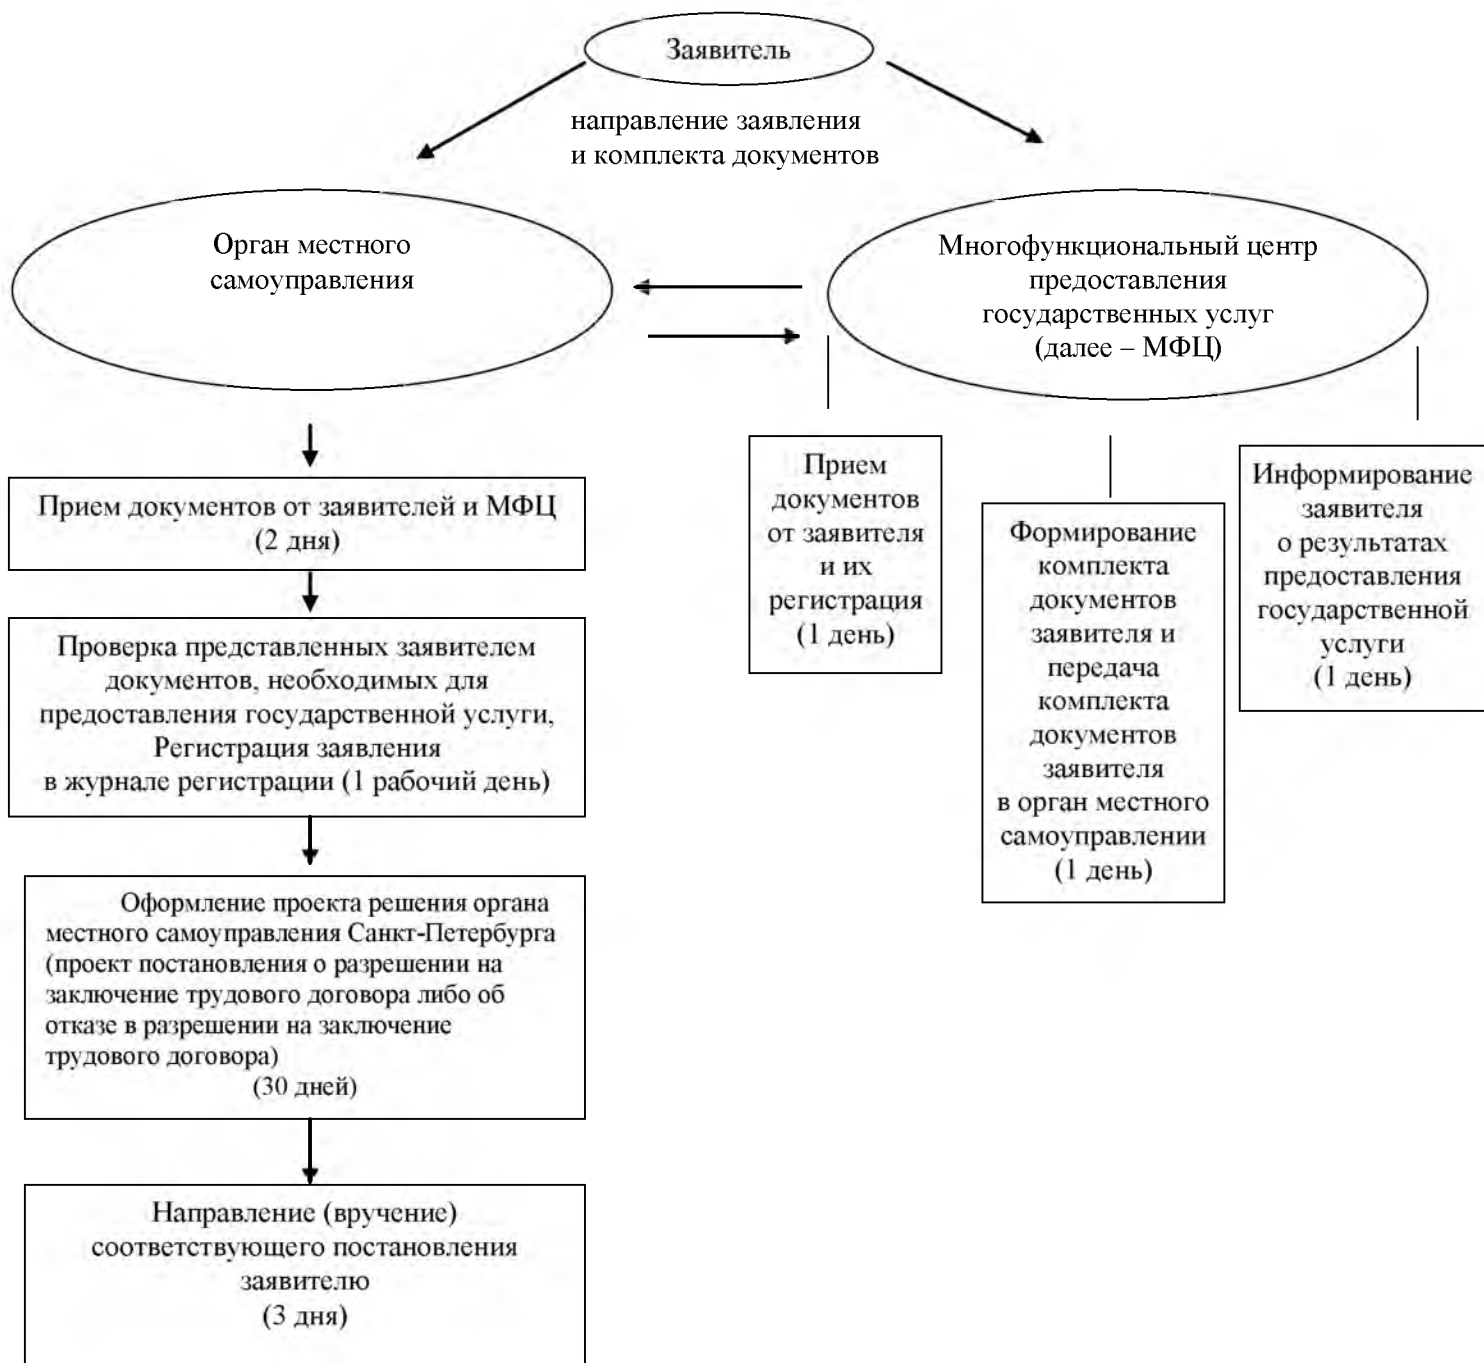 Заявитель
направление заявления
и комплекта документов
Орган местного
самоуправления
Многофункциональный центр
предоставления
государственных услуг
(далее – МФЦ)
Прием документов от заявителей и МФЦ
(2 дня)
Проверка представленных заявителем
документов, необходимых для
предоставления государственной услуги,
Регистрация заявления
в журнале регистрации (1 рабочий день)
Оформление проекта решения органа
местного самоуправления Санкт-Петербурга
(проект постановления о разрешении на
заключение трудового договора либо об
отказе в разрешении на заключение
трудового договора)
(30 дней)
Направление (вручение)
соответствующего постановления
заявителю
(3 дня)
Прием
документов
от заявителя
и их
регистрация
(1 день)
Формирование
комплекта
документов
заявителя и
передача
комплекта
документов
заявителя
в орган местного
самоуправлении
(1 день)
Информирование
заявителя
о результатах
предоставления
государственной
услуги
(1 день)